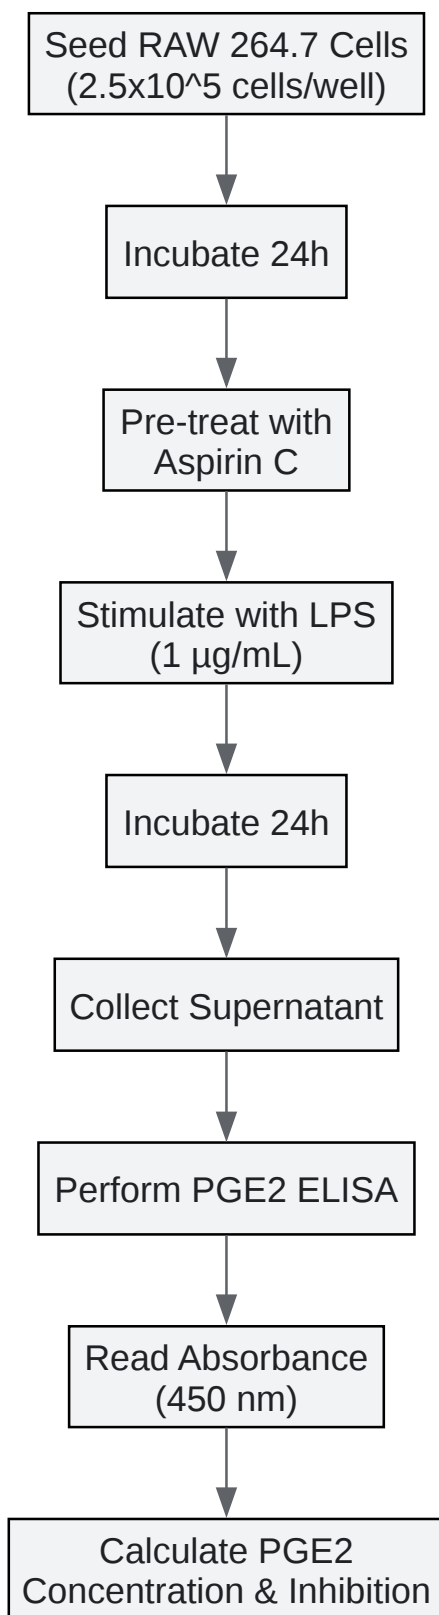 Seed RAW 264.7 Cells
(2.5x10^5 cells/well)
Incubate 24h
Pre-treat with
Aspirin C
Stimulate with LPS
(1 µg/mL)
Incubate 24h
Collect Supernatant
Perform PGE2 ELISA
Read Absorbance
(450 nm)
Calculate PGE2
Concentration & Inhibition